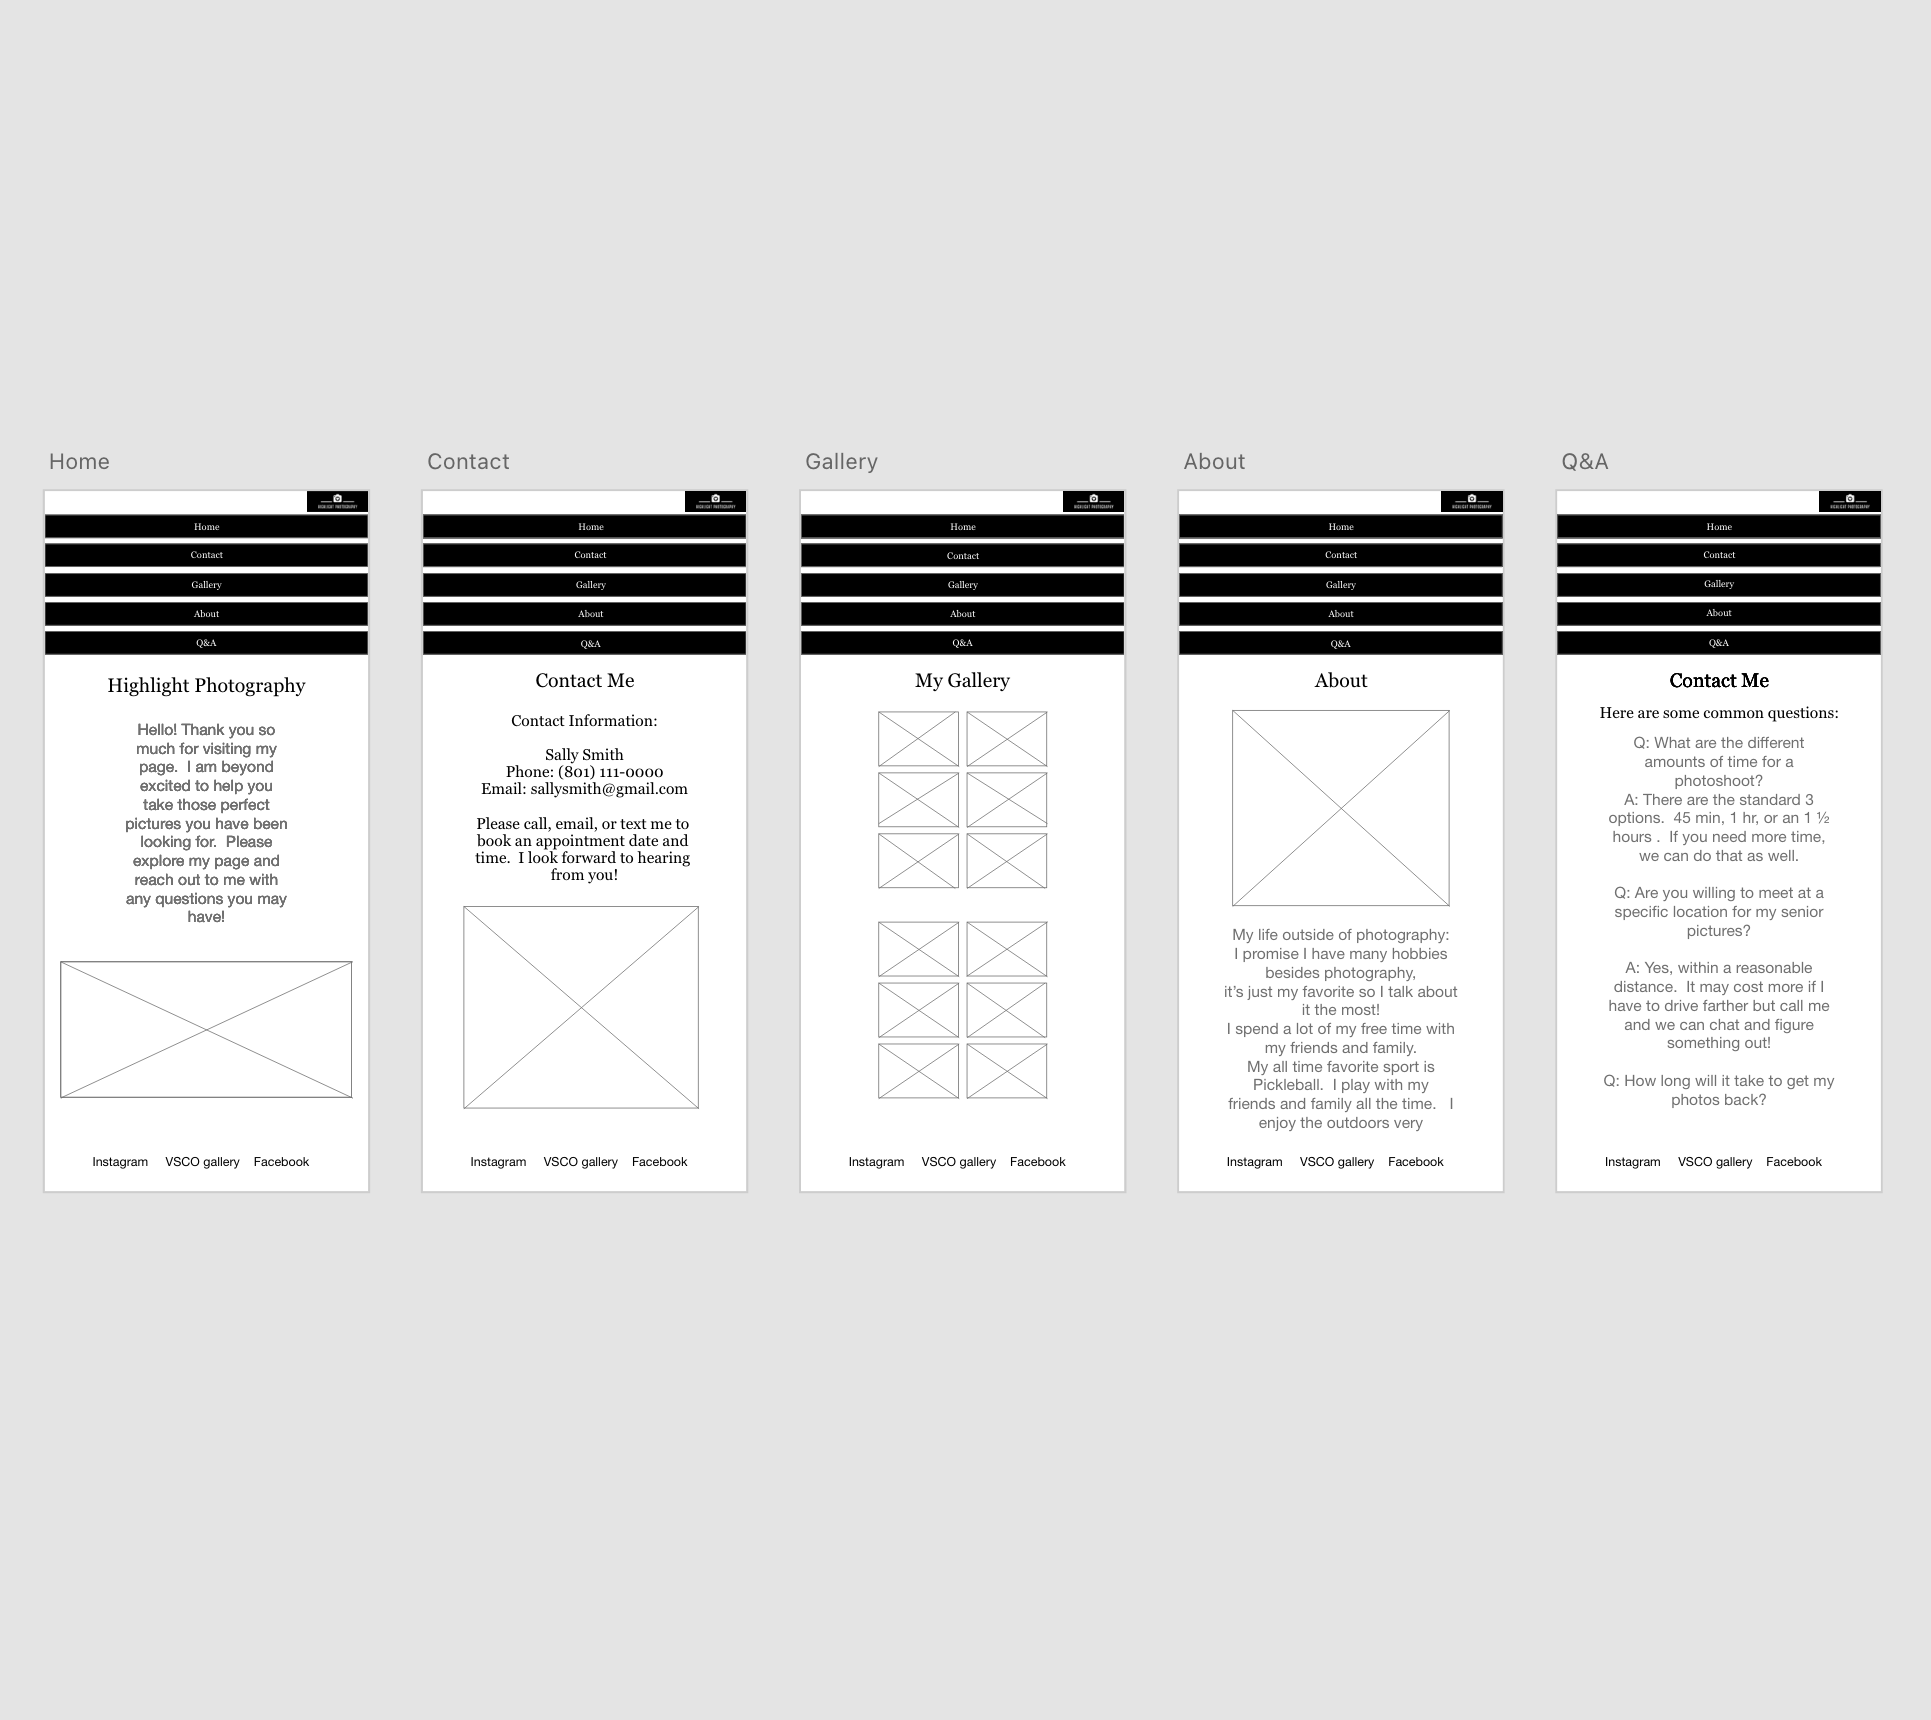 Home
HIGHLIGHT PHOTOGRAPHY
Home
Contact
Gallery
About
Q&A
Highlight Photography
Hello! Thank you so
much for visiting my
page.  I am beyond
excited to help you
take those perfect
pictures you have been
looking for.  Please
explore my page and
reach out to me with
any questions you may
have!
Instagram VSCO gallery Facebook
Contact
HIGHLIGHT PHOTOGRAPHY
Home
Contact
Gallery
About
Q&A
Contact Me
Contact Information:
Sally Smith
Phone: (801) 111-0000
Email: sallysmith@gmail.com
Please call, email, or text me to
book an appointment date and
time.  I look forward to hearing
from you!
Instagram VSCO gallery Facebook
Gallery
HIGHLIGHT PHOTOGRAPHY
Home
Contact
Gallery
About
Q&A
My Gallery
Instagram VSCO gallery Facebook
About
HIGHLIGHT PHOTOGRAPHY
Home
Contact
Gallery
About
Q&A
About
My life outside of photography:
I promise I have many hobbies
besides photography,
it's just my favorite so I talk about
it the most!
I spend a lot of my free time with
my friends and family.
My all time favorite sport is
Pickleball.  I play with my
friends and family all the time.   I
enjoy the outdoors very
Instagram VSCO gallery Facebook
Q&A
HIGHLIGHT PHOTOGRAPHY
Home
Contact
Gallery
About
Q&A
Contact Me
Here are some common questions:
Q: What are the different
amounts of time for a
photoshoot?
A: There are the standard 3
options.  45 min, 1 hr, or an 1 ½
hours .  If you need more time,
we can do that as well.
Q: Are you willing to meet at a
specific location for my senior
pictures?
A: Yes, within a reasonable
distance.  It may cost more if I
have to drive farther but call me
and we can chat and figure
something out!
Q: How long will it take to get my
photos back?
Instagram VSCO gallery Facebook